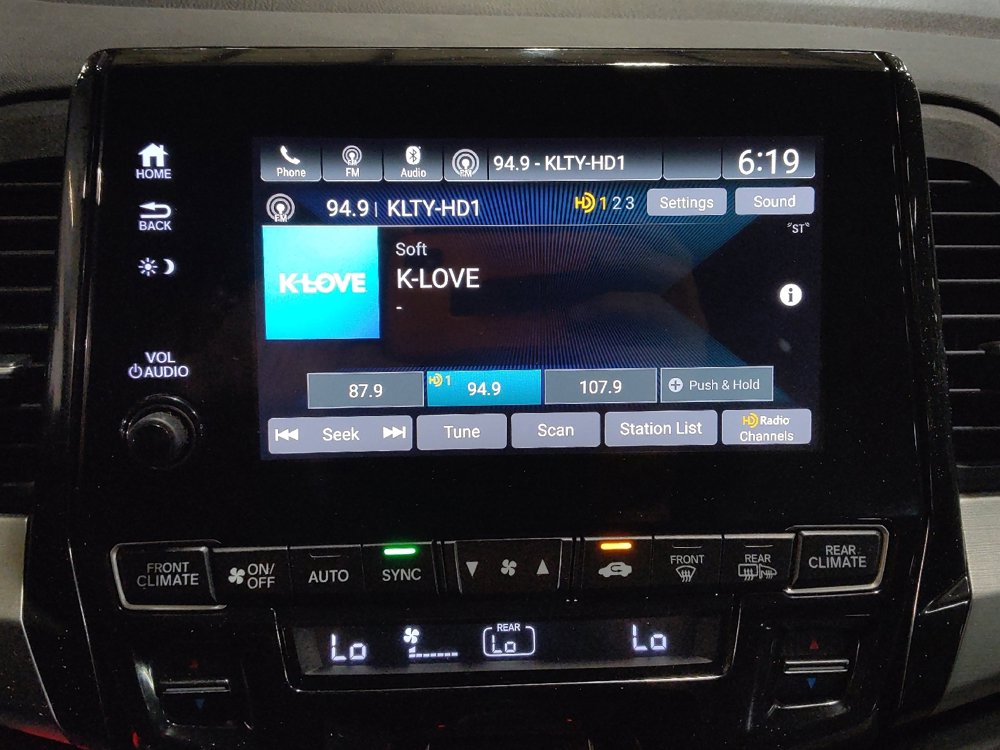 HOME
BACK
VOL
AUDIO
Phone
FM
Audio
FM
94.9 - KLTY-HD1
6:19
FM
94.9 | KLTY-HD1
HD 1 2 3
Settings
Sound
"ST"
K-LOVE
Soft
K-LOVE
-
i
87.9
HD 1
94.9
107.9
Push & Hold
Seek
Tune
Scan
Station List
HD Radio
Channels
FRONT
CLIMATE
ON/
OFF
AUTO
SYNC
FRONT
REAR
REAR
CLIMATE
Lo
REAR
Lo
Lo